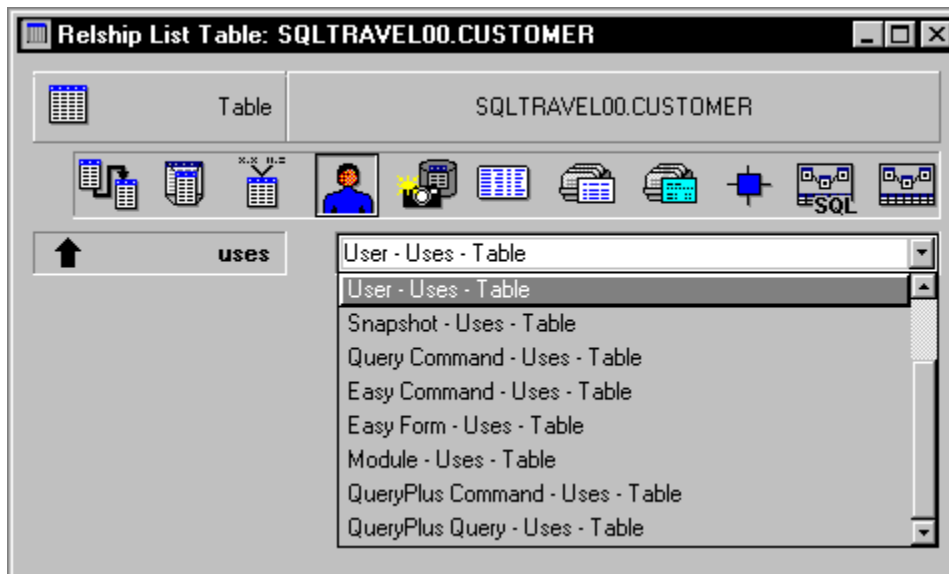 Relship List Table: SQLTRAVEL00.CUSTOMER
Table
SQLTRAVEL00.CUSTOMER
x.x n.=
SQL
uses
User - Uses - Table
User - Uses - Table
Snapshot - Uses - Table
Query Command - Uses - Table
Easy Command - Uses - Table
Easy Form - Uses - Table
Module - Uses - Table
QueryPlus Command - Uses - Table
QueryPlus Query - Uses - Table